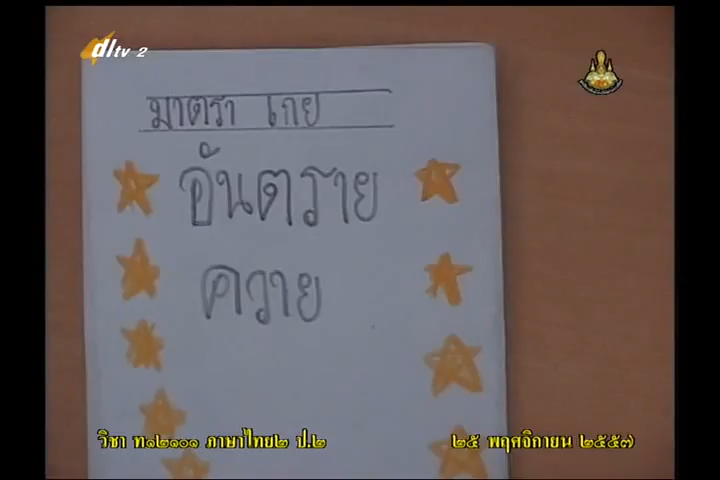 dltv 2
มาตรา เกย
อันตราย
ควาย
วิชา ท๑๒๑๐๑ ภาษาไทย๒ ป.๒
๒๕ พฤศจิกายน ๒๕๕๗